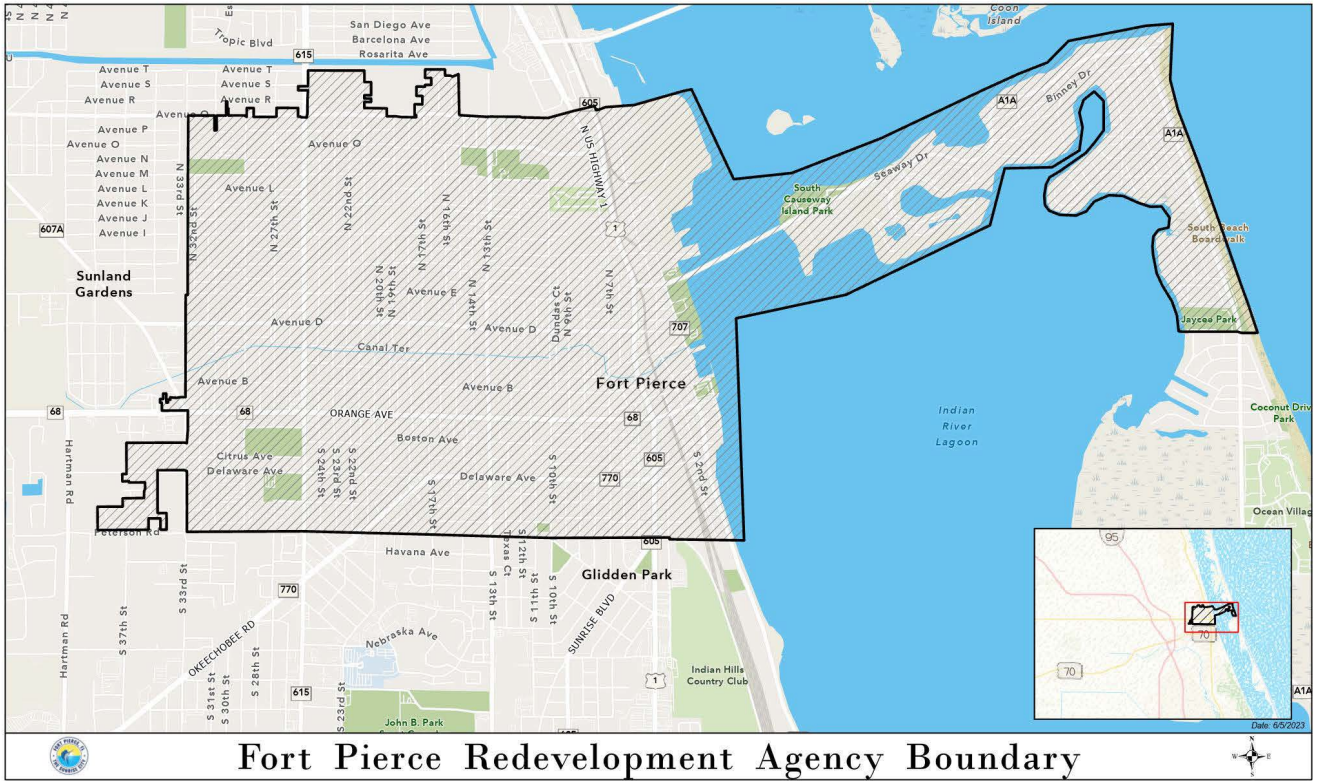 Coon
Island
San Diego Ave
Tropic Blvd
Barcelona Ave
615
Rosarita Ave
Avenue T
Avenue T
Avenue S
Avenue S
Avenue R
Avenue R
605
A1A
Binney Dr
Avenue P
Avenue O
Avenue O
N US HIGHWAY 1
A1A
Avenue N
Seaway Dr
Avenue M
N 33rd St
Avenue L
Avenue L
N 22nd St
South
Causeway
Island Park
Avenue K
Avenue J
N 32nd St
N 27th St
N 17th St
N 13th St
607A
Avenue I
1
South Beach
Boardwalk
Sunland
Gardens
N 20th St
N 19th St
Avenue E
N 14th St
Dundas Ct
N 9th St
N 7th St
Avenue D
Avenue D
707
Jaycee Park
Canal Ter
Avenue B
Avenue B
Fort Pierce
68
68
ORANGE AVE
68
Indian
River
Lagoon
Coconut Driv
Park
Boston Ave
Hartman Rd
Citrus Ave
Delaware Ave
S 24th St
S 23rd St
S 22nd St
S 17th St
Delaware Ave
S 10th St
770
605
S 2nd St
Ocean Villag
Peterson Rd
Havana Ave
S 12th St
605
95
Glidden Park
S 33rd St
770
S 13th St
S 11th St
S 10th St
SUNRISE BLVD
Hartman Rd
S 37th St
OKEECHOBEE RD
Nebraska Ave
70
70
S 31st St
S 30th St
S 28th St
615
S 23rd St
1
Indian Hills
Country Club
A1A
John B. Park
Date: 6/5/2023
FORT PIERCE, FL
THE SUNRISE CITY
Fort Pierce Redevelopment Agency Boundary
N
W
E
S